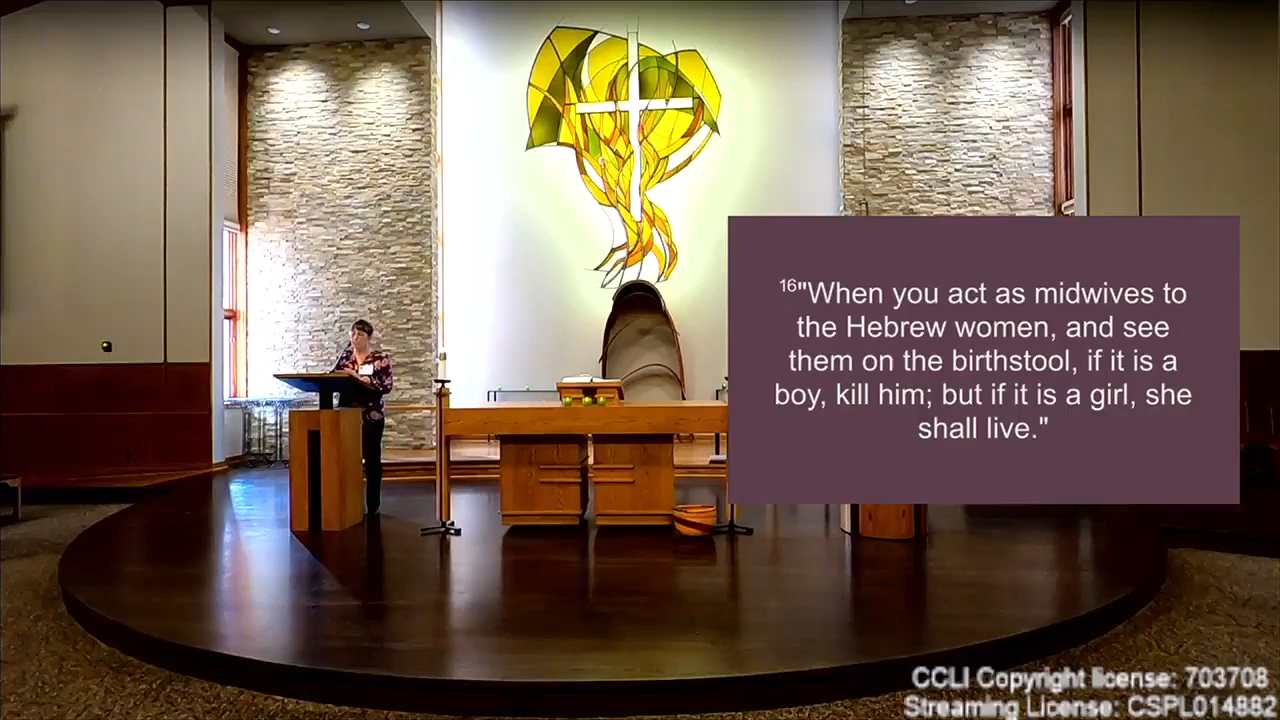 16"When you act as midwives to
the Hebrew women, and see
them on the birthstool, if it is a
boy, kill him; but if it is a girl, she
shall live."
CCLI Copyright license: 703708
Streaming License: CSPL014882